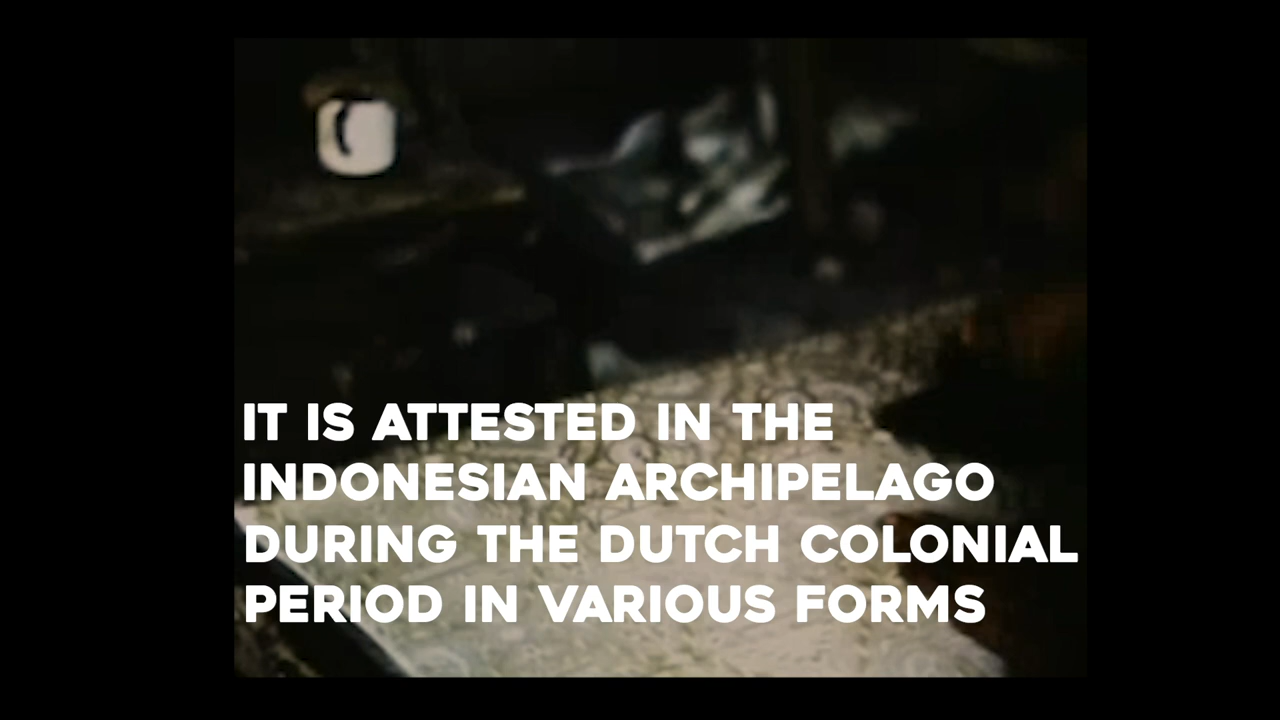 IT IS ATTESTED IN THE
INDONESIAN ARCHIPELAGO
DURING THE DUTCH COLONIAL
PERIOD IN VARIOUS FORMS